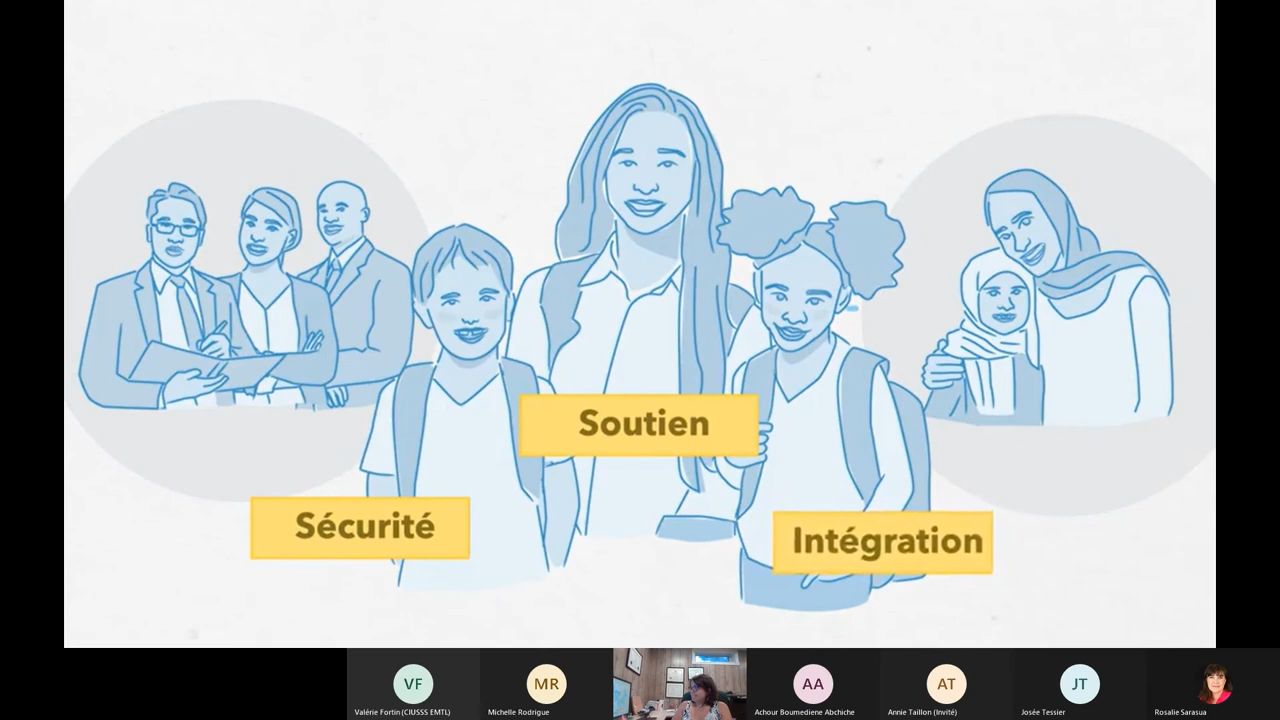 Soutien
Sécurité
Intégration
VF
MR
AA
AT
JT
Valérie Fortin (CIUSSS EMTL)
Michelle Rodrigue
Achour Boumediene Abchiche
Annie Taillon (Invité)
Josée Tessier
Rosalie Sarasua